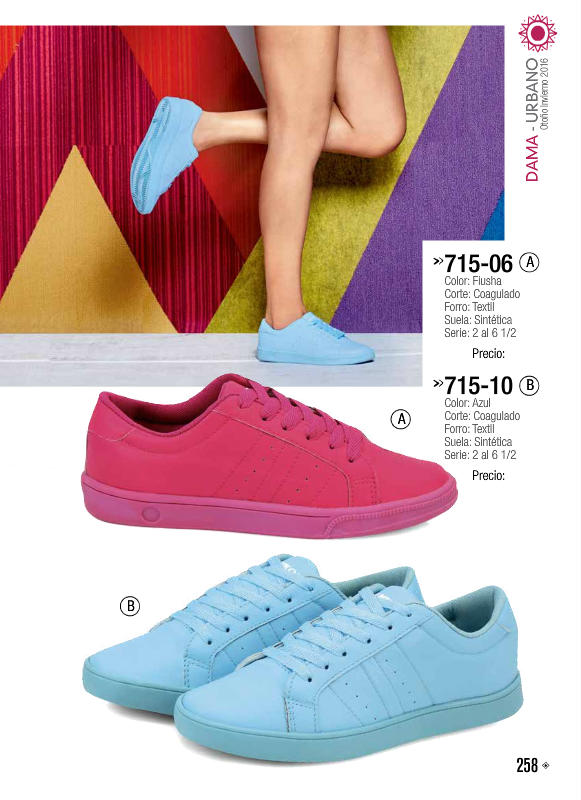 DAMA - URBANO
Otoño Invierno 2016
»715-06 A
Color: Fiusha
Corte: Coagulado
Forro: Textil
Suela: Sintética
Serie: 2 al 6 1/2
Precio:
»715-10 B
Color: Azul
Corte: Coagulado
Forro: Textil
Suela: Sintética
Serie: 2 al 6 1/2
Precio:
A
B
258